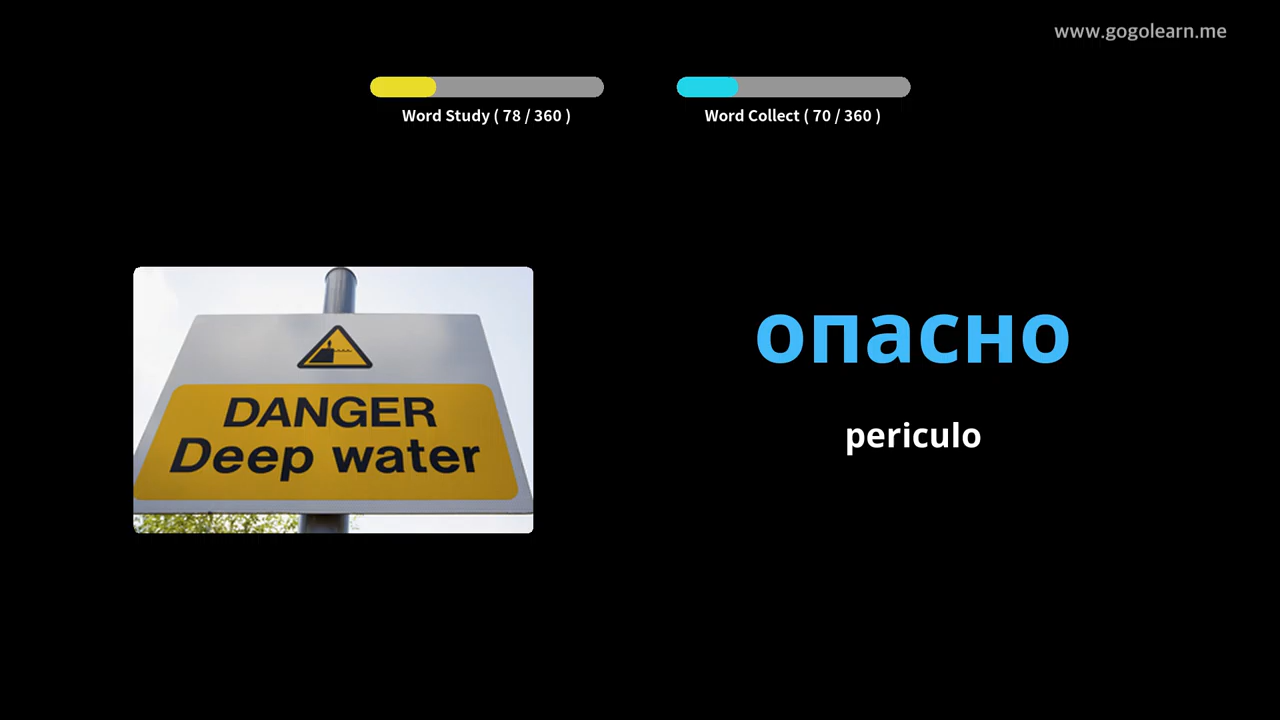 www.gogolearn.me
Word Study ( 78 / 360 )
Word Collect ( 70 / 360 )
DANGER
Deep water
опасно
periculo